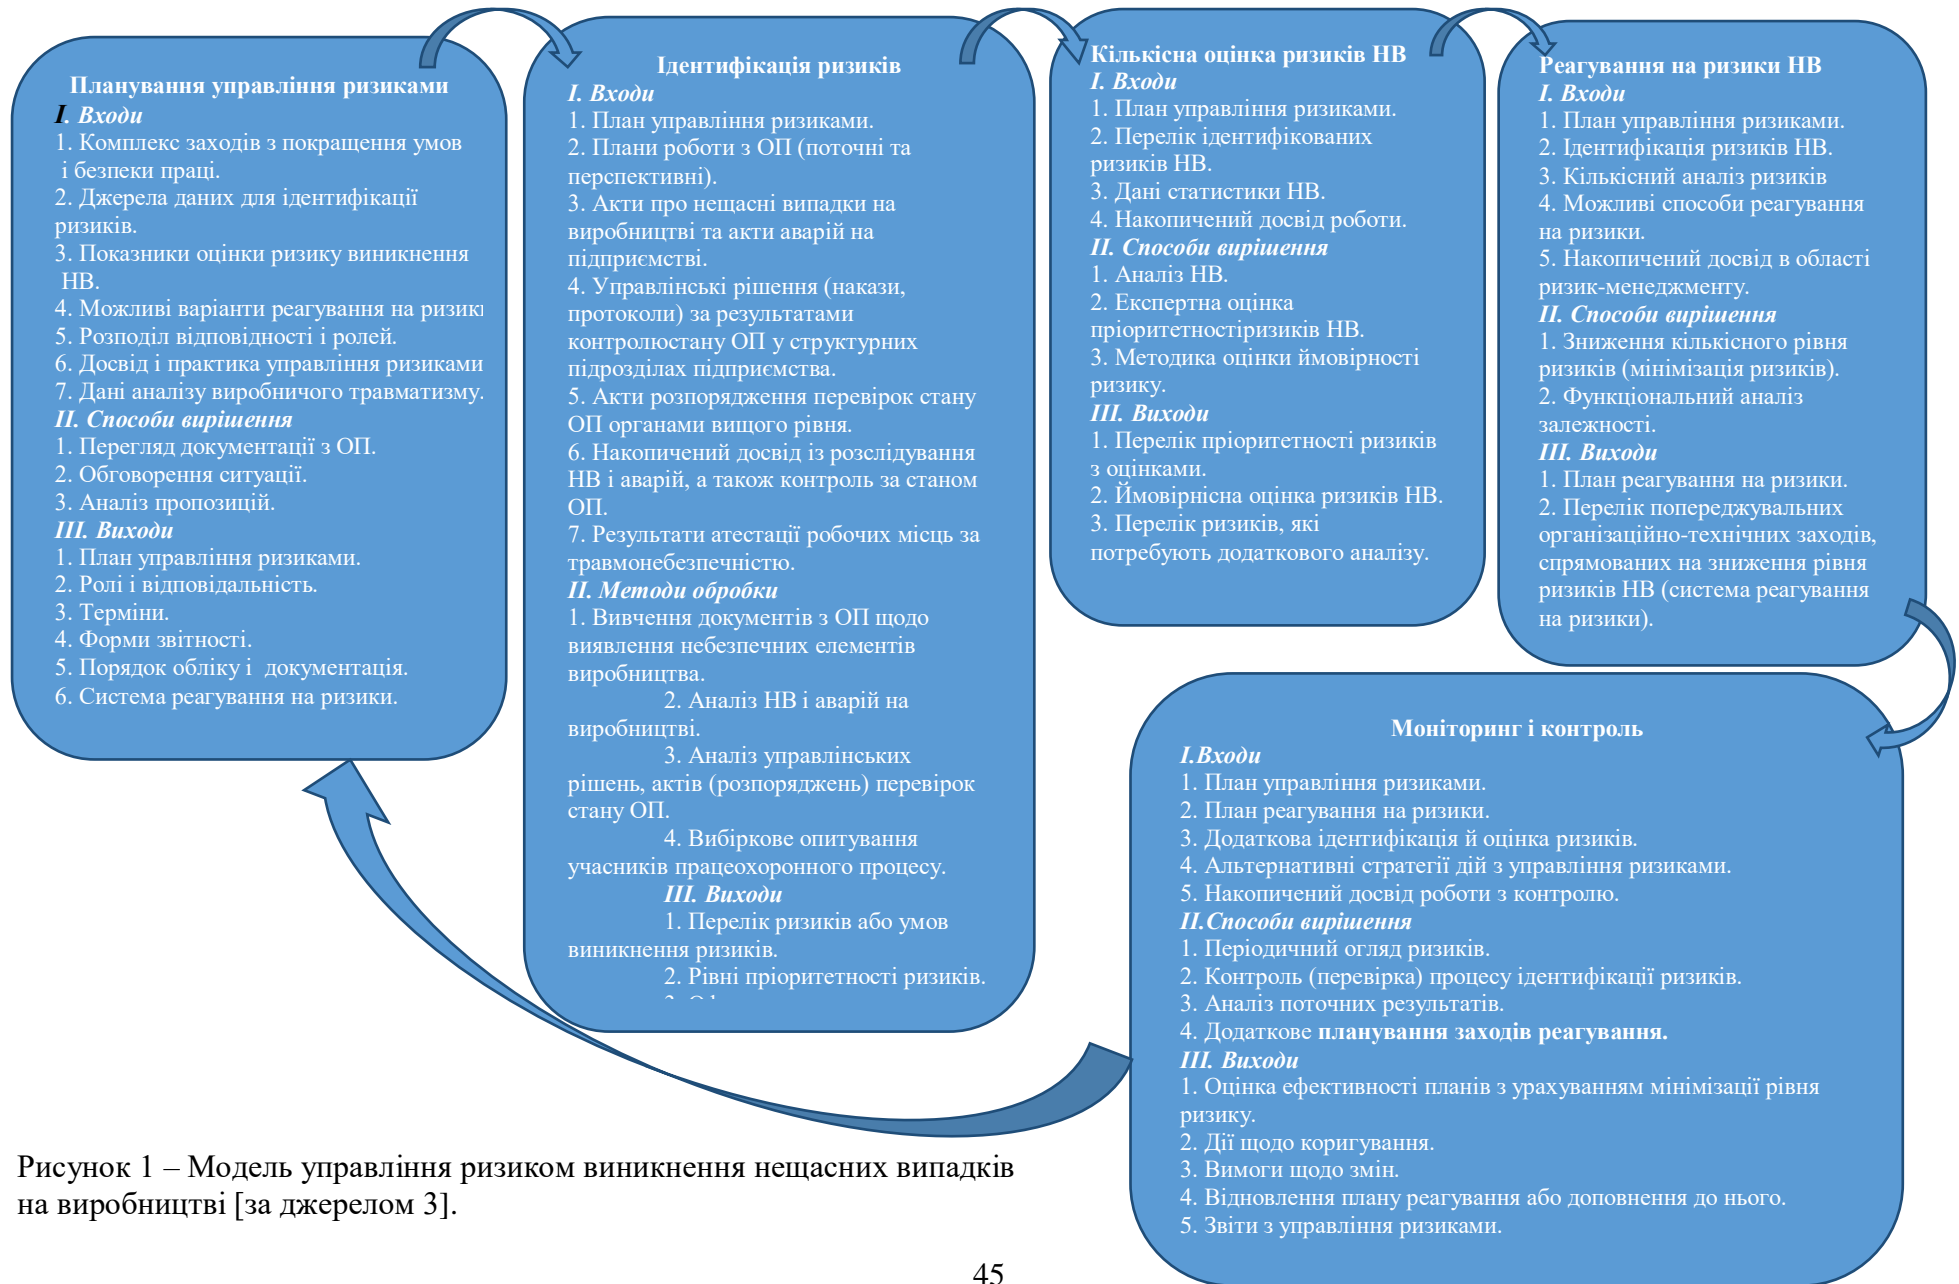 Планування управління ризиками
І. Входи
1. Комплекс заходів з покращення умов
і безпеки праці.
2. Джерела даних для ідентифікації
ризиків.
3. Показники оцінки ризику виникнення
НВ.
4. Можливі варіанти реагування на ризики
5. Розподіл відповідності і ролей.
6. Досвід і практика управління ризиками
7. Дані аналізу виробничого травматизму.
ІІ. Способи вирішення
1. Перегляд документації з ОП.
2. Обговорення ситуації.
3. Аналіз пропозицій.
ІІІ. Виходи
1. План управління ризиками.
2. Ролі і відповідальність.
3. Терміни.
4. Форми звітності.
5. Порядок обліку і документація.
6. Система реагування на ризики.
Ідентифікація ризиків
І. Входи
1. План управління ризиками.
2. Плани роботи з ОП (поточні та
перспективні).
3. Акти про нещасні випадки на
виробництві та акти аварій на
підприємстві.
4. Управлінські рішення (накази,
протоколи) за результатами
контролюстану ОП у структурних
підрозділах підприємства.
5. Акти розпорядження перевірок стану
ОП органами вищого рівня.
6. Накопичений досвід із розслідування
НВ і аварій, а також контроль за станом
ОП.
7. Результати атестації робочих місць за
травмонебезпечністю.
ІІ. Методи обробки
1. Вивчення документів з ОП щодо
виявлення небезпечних елементів
виробництва.
2. Аналіз НВ і аварій на
виробництві.
3. Аналіз управлінських
рішень, актів (розпоряджень) перевірок
стану ОП.
4. Вибіркове опитування
учасників працеохоронного процесу.
ІІІ. Виходи
1. Перелік ризиків або умов
виникнення ризиків.
2. Рівні пріоритетності ризиків.
Кількісна оцінка ризиків НВ
І. Входи
1. План управління ризиками.
2. Перелік ідентифікованих
ризиків НВ.
3. Дані статистики НВ.
4. Накопичений досвід роботи.
ІІ. Способи вирішення
1. Аналіз НВ.
2. Експертна оцінка
пріоритетностіризиків НВ.
3. Методика оцінки ймовірності
ризику.
ІІІ. Виходи
1. Перелік пріоритетності ризиків
з оцінками.
2. Ймовірнісна оцінка ризиків НВ.
3. Перелік ризиків, які
потребують додаткового аналізу.
Реагування на ризики НВ
І. Входи
1. План управління ризиками.
2. Ідентифікація ризиків НВ.
3. Кількісний аналіз ризиків
4. Можливі способи реагування
на ризики.
5. Накопичений досвід в області
ризик-менеджменту.
ІІ. Способи вирішення
1. Зниження кількісного рівня
ризиків (мінімізація ризиків).
2. Функціональний аналіз
залежності.
ІІІ. Виходи
1. План реагування на ризики.
2. Перелік попереджувальних
організаційно-технічних заходів,
спрямованих на зниження рівня
ризиків НВ (система реагування
на ризики).
Моніторинг і контроль
І.Входи
1. План управління ризиками.
2. План реагування на ризики.
3. Додаткова ідентифікація й оцінка ризиків.
4. Альтернативні стратегії дій з управління ризиками.
5. Накопичений досвід роботи з контролю.
ІІ.Способи вирішення
1. Періодичний огляд ризиків.
2. Контроль (перевірка) процесу ідентифікації ризиків.
3. Аналіз поточних результатів.
4. Додаткове планування заходів реагування.
ІІІ. Виходи
1. Оцінка ефективності планів з урахуванням мінімізації рівня
ризику.
2. Дії щодо коригування.
3. Вимоги щодо змін.
4. Відновлення плану реагування або доповнення до нього.
5. Звіти з управління ризиками.
Рисунок 1 – Модель управління ризиком виникнення нещасних випадків
на виробництві [за джерелом 3].
45